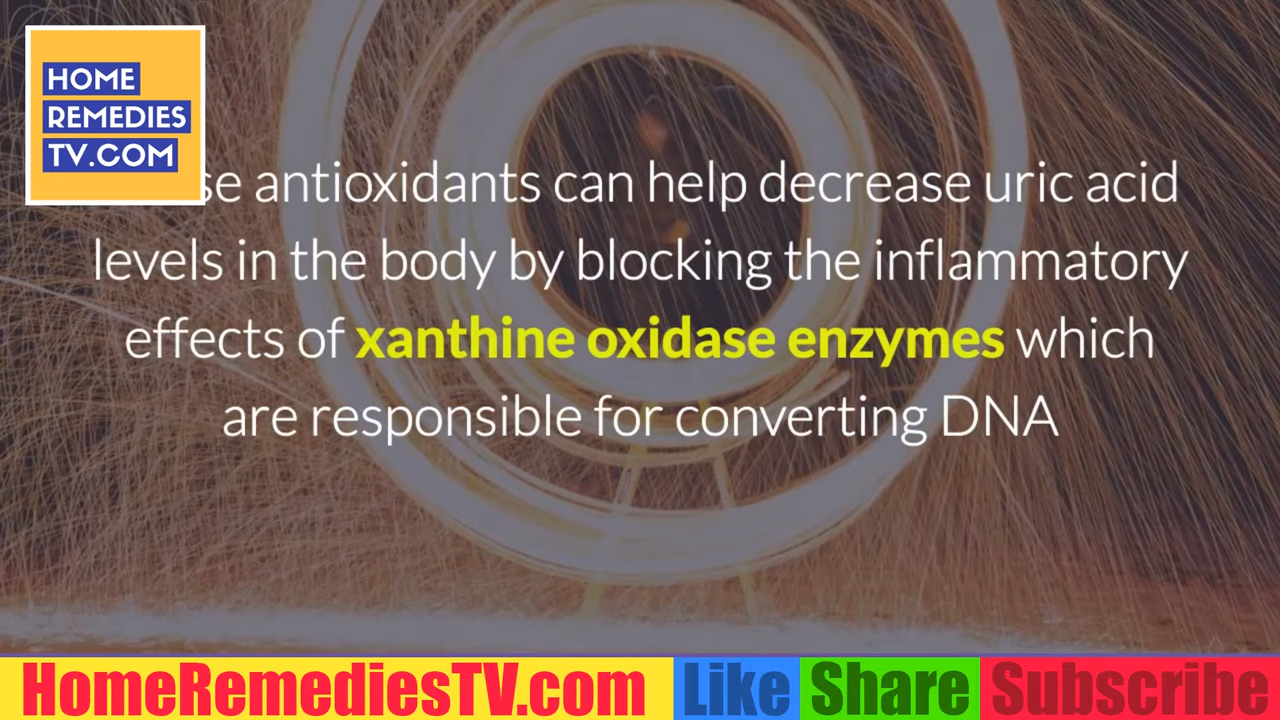 HOME
REMEDIES
TV.COM
antioxidants can help decrease uric acid
levels in the body by blocking the inflammatory
effects of xanthine oxidase enzymes which
are responsible for converting DNA
HomeRemediesTV.com Like Share Subscribe